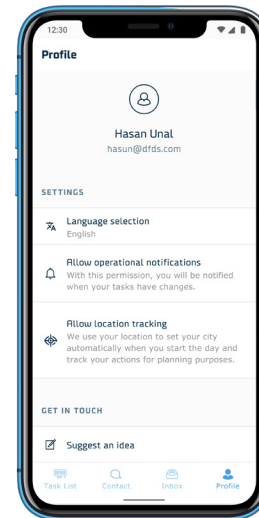 12:30
Profile
Hasan Unal
hasun@dfds.com
SETTINGS
Language selection
English
Allow operational notifications
With this permission, you will be notified
when your tasks have changes.
Allow location tracking
We use your location to set your city
automatically when you start the day and
track your actions for planning purposes.
GET IN TOUCH
Suggest an idea
Task List
Contact
Inbox
Profile